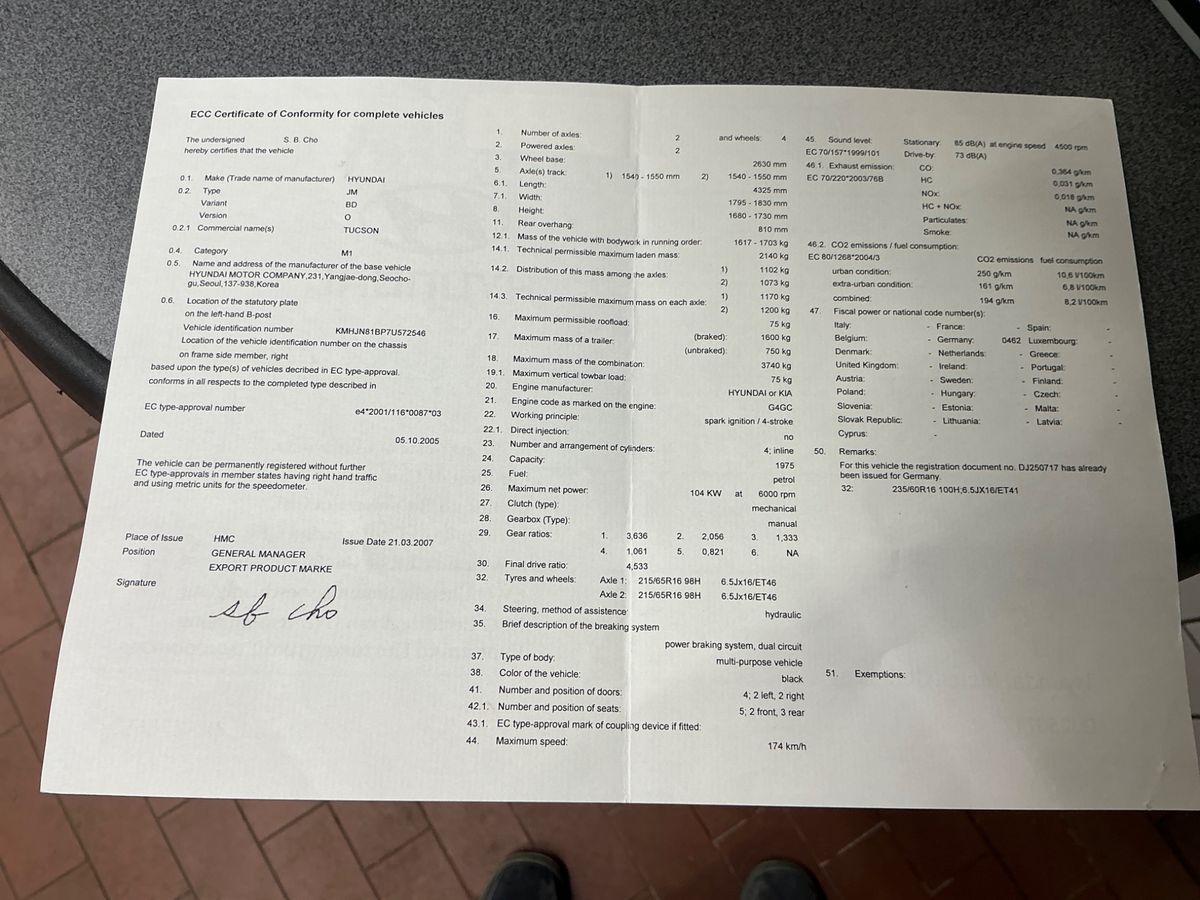 ECC Certificate of Conformity for complete vehicles
The undersigned S. B. Cho
hereby certifies that the vehicle
0.1. Make (Trade name of manufacturer) HYUNDAI
0.2. Type JM
Variant BD
Version O
0.2.1 Commercial name(s) TUCSON
0.4. Category M1
0.5. Name and address of the manufacturer of the base vehicle
HYUNDAI MOTOR COMPANY,231,Yangjae-dong,Seocho-
gu,Seoul,137-938,Korea
0.6. Location of the statutory plate
on the left-hand B-post
Vehicle identification number KMHJN81BP7U572546
Location of the vehicle identification number on the chassis
on frame side member, right
based upon the type(s) of vehicles decribed in EC type-approval.
conforms in all respects to the completed type described in
EC type-approval number e4*2001/116*0087*03
Dated 05.10.2005
The vehicle can be permanently registered without further
EC type-approvals in member states having right hand traffic
and using metric units for the speedometer.
Place of Issue HMC Issue Date 21.03.2007
Position GENERAL MANAGER
EXPORT PRODUCT MARKE
Signature sb cho
1. Number of axles: 2 and wheels: 4
2. Powered axles: 2
3. Wheel base: 2630 mm
5. Axle(s) track: 1) 1540 - 1550 mm 2) 1540 - 1550 mm
6.1. Length: 4325 mm
7.1. Width: 1795 - 1830 mm
8. Height: 1680 - 1730 mm
11. Rear overhang: 810 mm
12.1. Mass of the vehicle with bodywork in running order: 1617 - 1703 kg
14.1. Technical permissible maximum laden mass: 2140 kg
14.2. Distribution of this mass among the axles: 1) 1102 kg
2) 1073 kg
14.3. Technical permissible maximum mass on each axle: 1) 1170 kg
2) 1200 kg
16. Maximum permissible roofload: 75 kg
17. Maximum mass of a trailer: (braked): 1600 kg
(unbraked): 750 kg
18. Maximum mass of the combination: 3740 kg
19.1. Maximum vertical towbar load: 75 kg
20. Engine manufacturer: HYUNDAI or KIA
21. Engine code as marked on the engine: G4GC
22. Working principle: spark ignition / 4-stroke
22.1. Direct injection: no
23. Number and arrangement of cylinders: 4; inline
24. Capacity: 1975
25. Fuel: petrol
26. Maximum net power: 104 KW at 6000 rpm
27. Clutch (type): mechanical
28. Gearbox (Type): manual
29. Gear ratios: 1. 3,636 2. 2,056 3. 1,333
4. 1,061 5. 0,821 6. NA
30. Final drive ratio: 4,533
32. Tyres and wheels: Axle 1: 215/65R16 98H 6.5Jx16/ET46
Axle 2: 215/65R16 98H 6.5Jx16/ET46
34. Steering, method of assistence: hydraulic
35. Brief description of the breaking system
power braking system, dual circuit
37. Type of body: multi-purpose vehicle
38. Color of the vehicle: black
41. Number and position of doors: 4; 2 left, 2 right
42.1. Number and position of seats: 5; 2 front, 3 rear
43.1. EC type-approval mark of coupling device if fitted:
44. Maximum speed: 174 km/h
45. Sound level: Stationary: 85 dB(A) at engine speed 4500 rpm
EC 70/157*1999/101 Drive-by: 73 dB(A)
46.1. Exhaust emission: CO: 0,364 g/km
EC 70/220*2003/76B HC 0,031 g/km
NOx: 0,018 g/km
HC + NOx: NA g/km
Particulates: NA g/km
Smoke: NA g/km
46.2. CO2 emissions / fuel consumption:
EC 80/1268*2004/3 CO2 emissions fuel consumption
urban condition: 250 g/km 10,6 l/100km
extra-urban condition: 161 g/km 6,8 l/100km
combined: 194 g/km 8,2 l/100km
47. Fiscal power or national code number(s):
Italy: - France: - Spain: -
Belgium: - Germany: 0462 Luxembourg: -
Denmark: - Netherlands: - Greece: -
United Kingdom: - Ireland: - Portugal: -
Austria: - Sweden: - Finland: -
Poland: - Hungary: - Czech: -
Slovenia: - Estonia: - Malta: -
Slovak Republic: - Lithuania: - Latvia: -
Cyprus: -
50. Remarks:
For this vehicle the registration document no. DJ250717 has already
been issued for Germany.
32: 235/60R16 100H;6.5JX16/ET41
51. Exemptions: